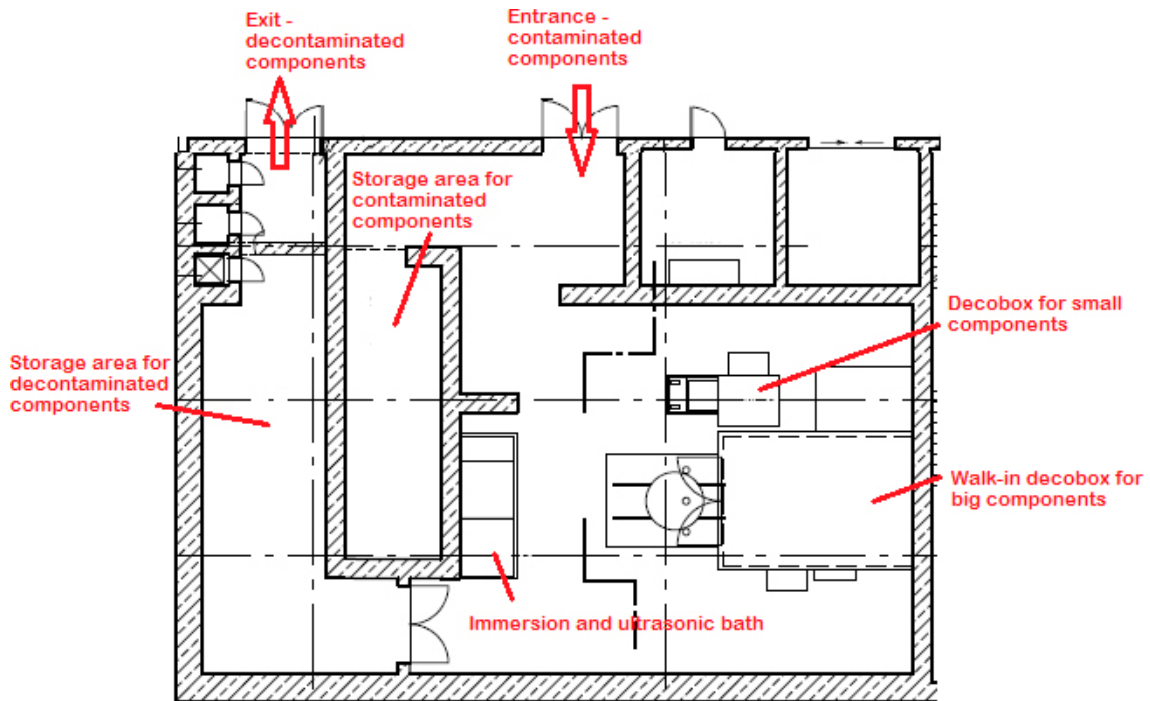 Exit -
decontaminated
components
Entrance -
contaminated
components
Storage area for
contaminated
components
Decobox for small
components
Storage area for
decontaminated
components
Walk-in decobox for
big components
Immersion and ultrasonic bath